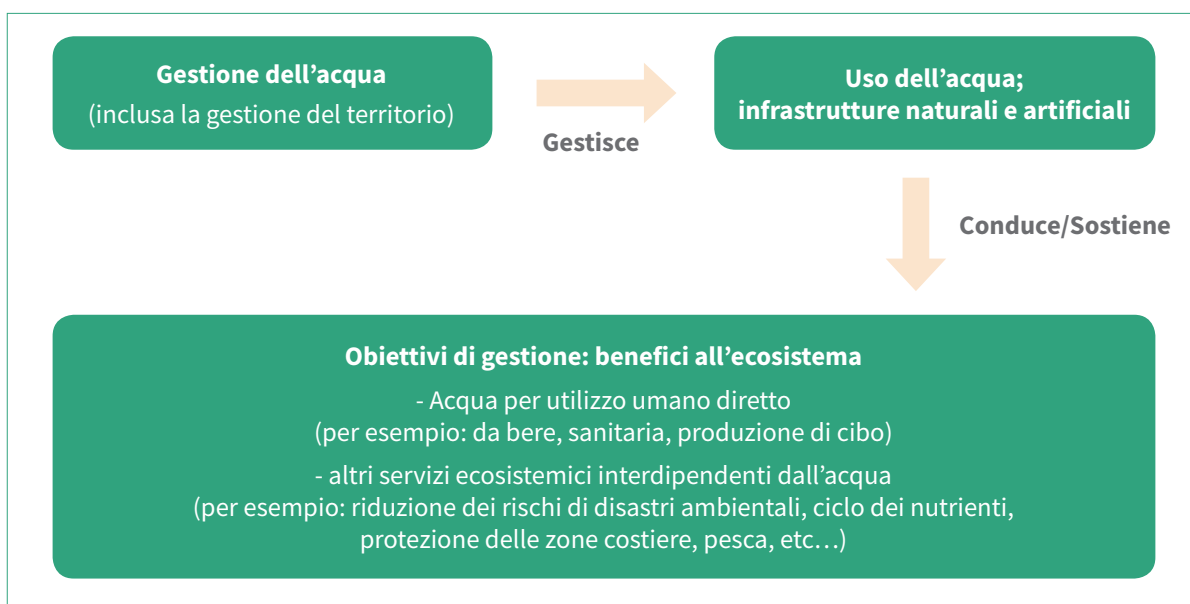 Gestione dell’acqua
(inclusa la gestione del territorio)
Gestisce
Uso dell’acqua;
infrastrutture naturali e artificiali
Conduce/Sostiene
Obiettivi di gestione: benefici all’ecosistema
- Acqua per utilizzo umano diretto
(per esempio: da bere, sanitaria, produzione di cibo)
- altri servizi ecosistemici interdipendenti dall’acqua
(per esempio: riduzione dei rischi di disastri ambientali, ciclo dei nutrienti,
protezione delle zone costiere, pesca, etc…)